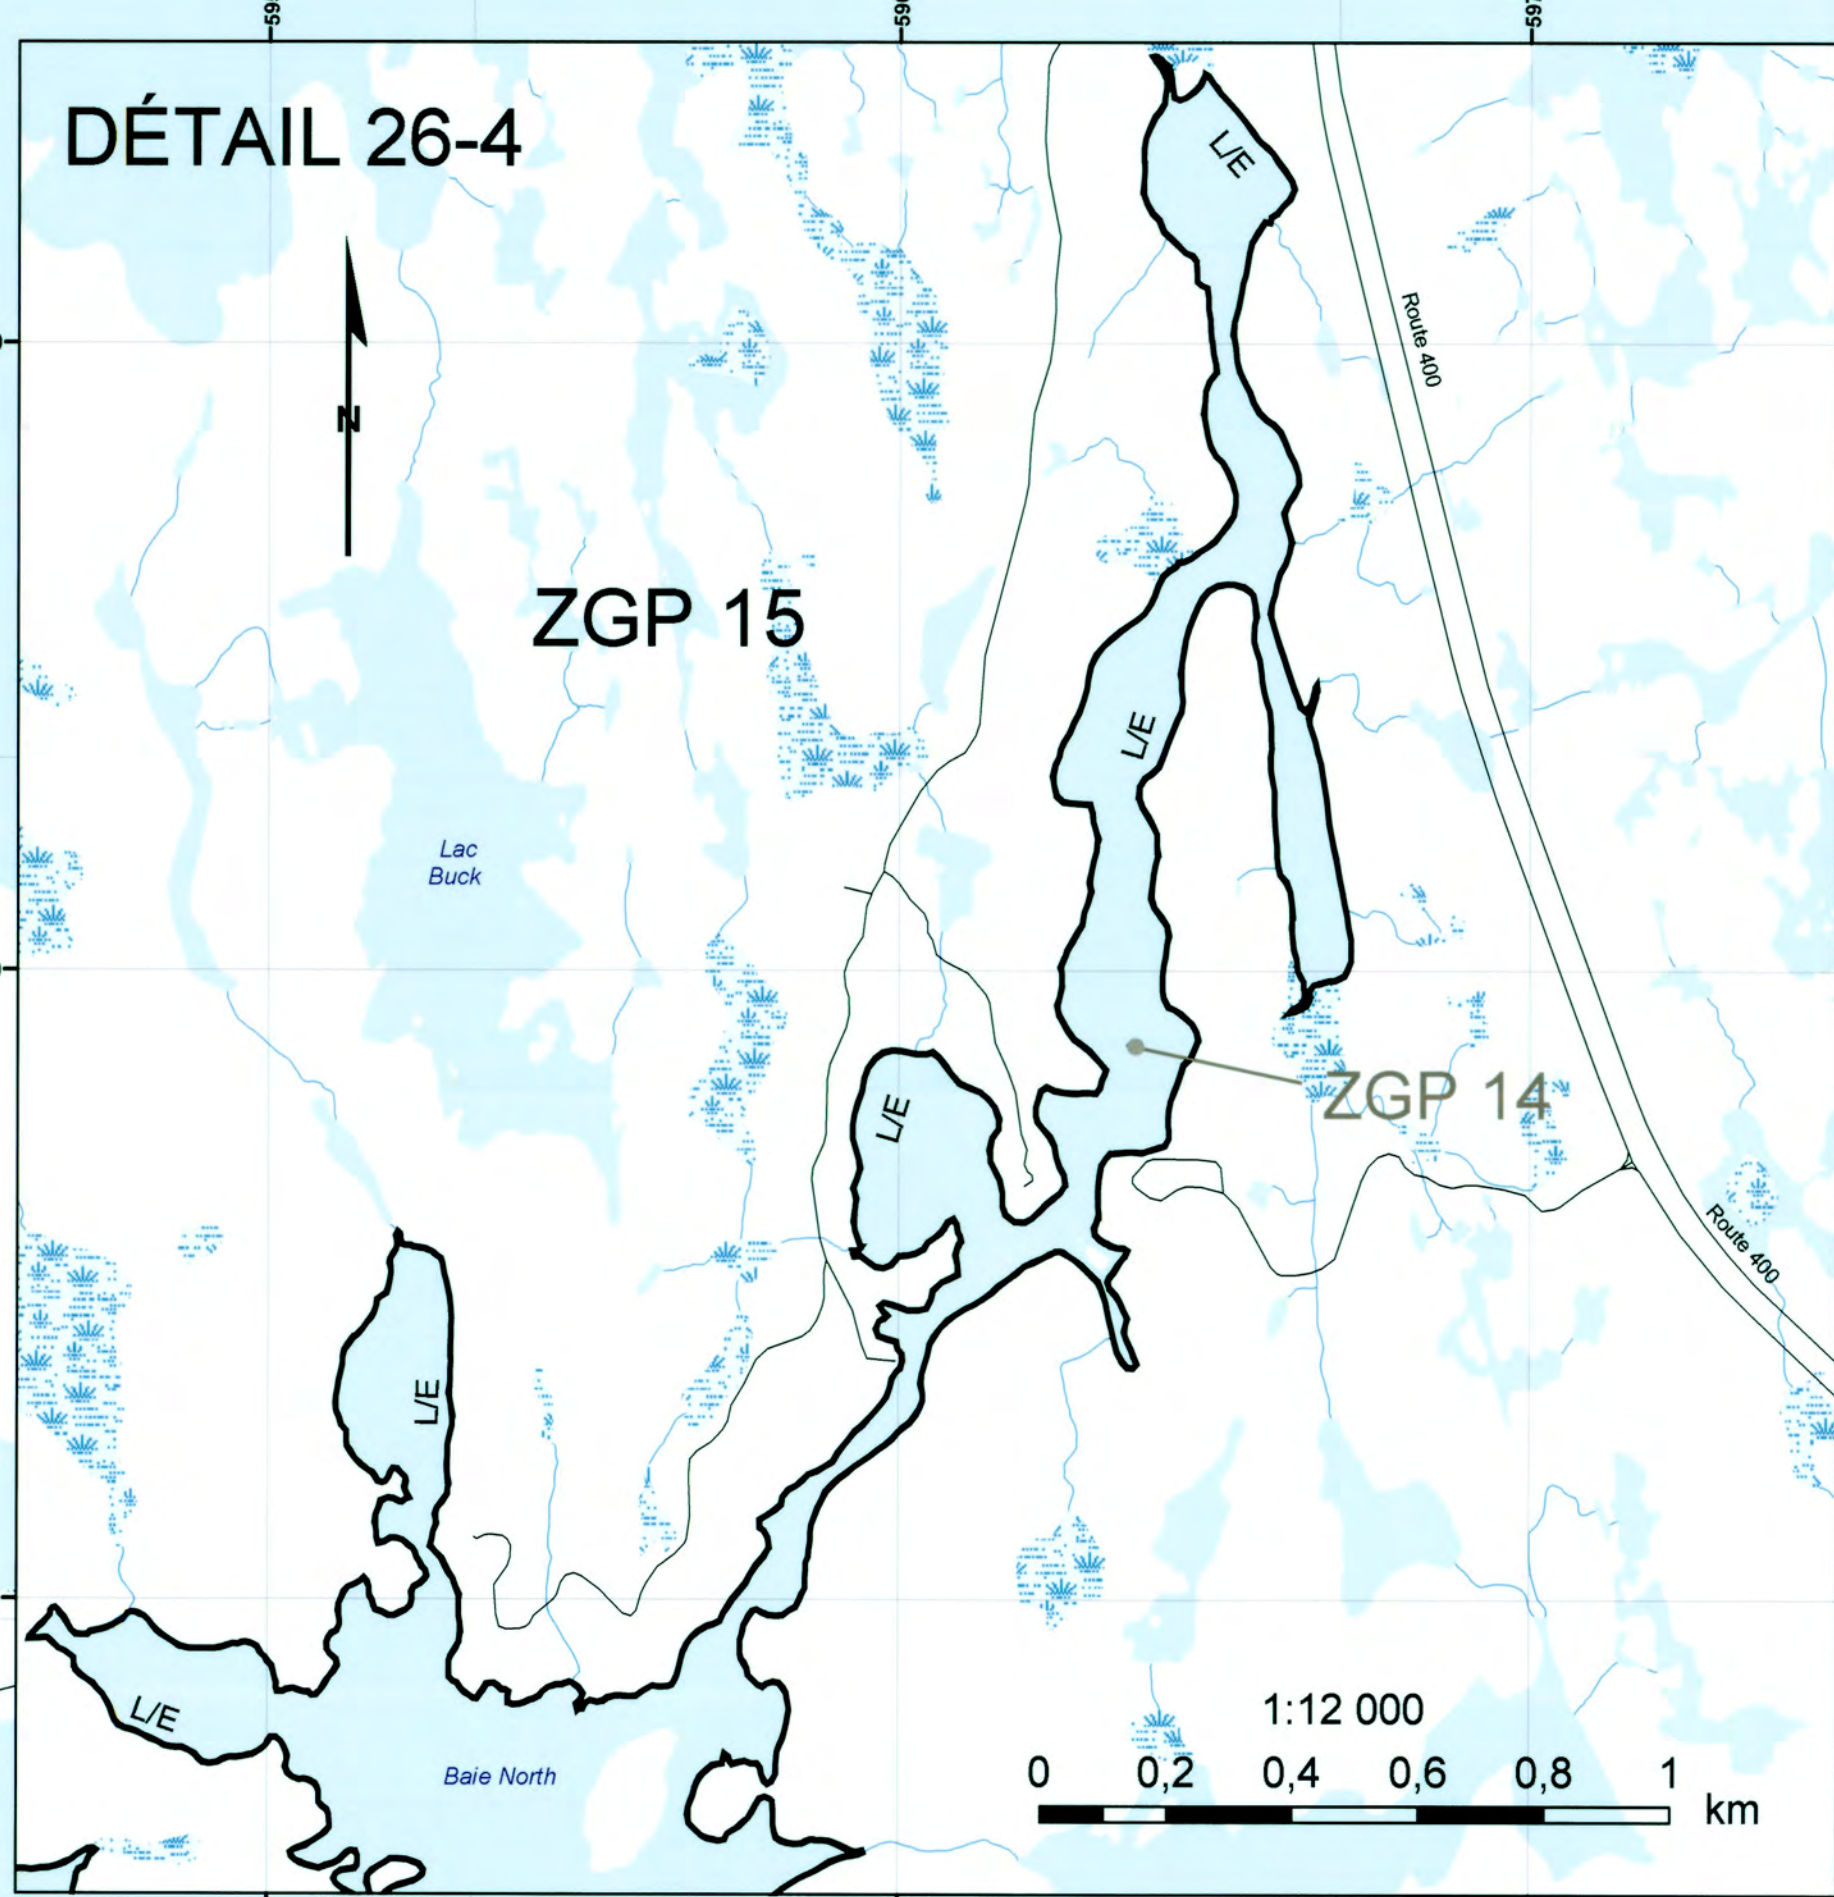 DÉTAIL 26-4
L/E
Route 400
N
ZGP 15
L/E
Lac
Buck
ZGP 14
L/E
Route 400
L/E
L/E
1:12 000
Baie North
0 0,2 0,4 0,6 0,8 1
km